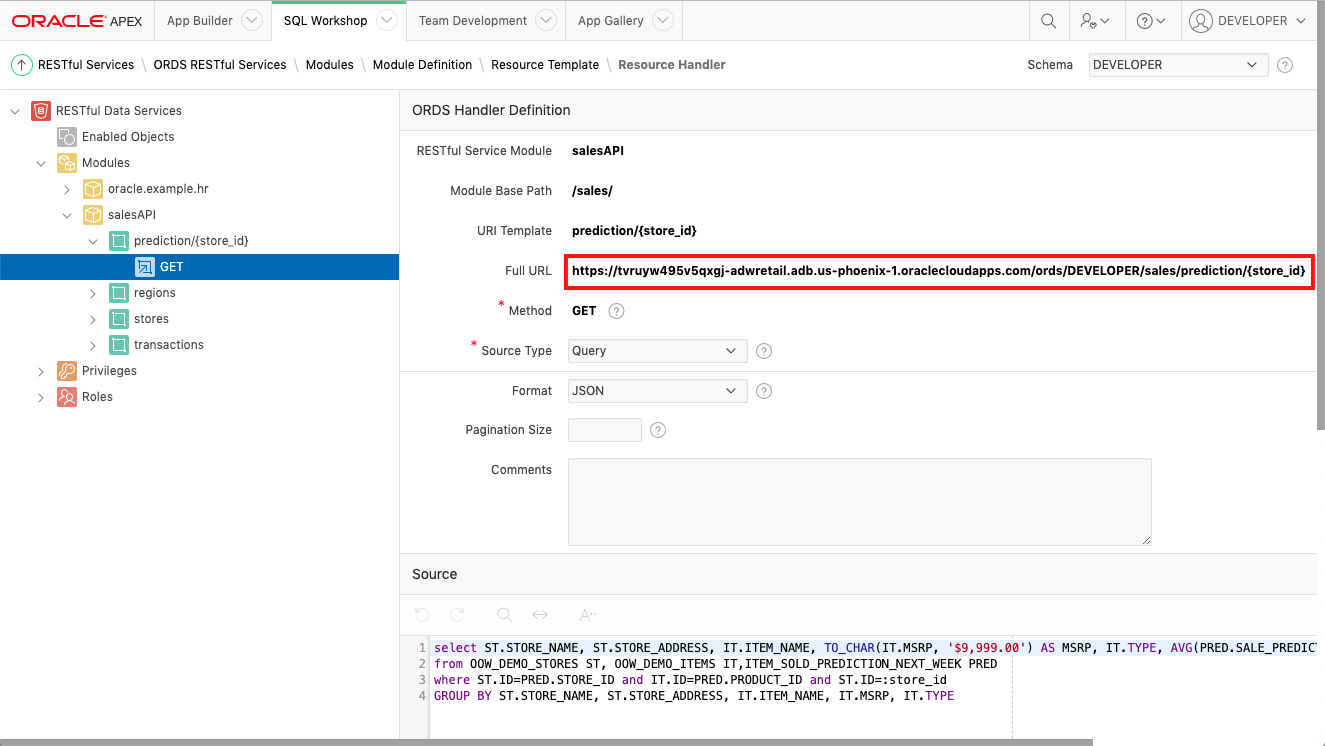 ORACLE APEX App Builder SQL Workshop Team Development App Gallery DEVELOPER
RESTful Services \ ORDS RESTful Services \ Modules \ Module Definition \ Resource Template \ Resource Handler Schema DEVELOPER ?
RESTful Data Services
Enabled Objects
Modules
oracle.example.hr
salesAPI
prediction/{store_id}
GET
regions
stores
transactions
Privileges
Roles
ORDS Handler Definition
RESTful Service Module salesAPI
Module Base Path /sales/
URI Template prediction/{store_id}
Full URL https://tvruyw495v5qxgj-adwretail.adb.us-phoenix-1.oraclecloudapps.com/ords/DEVELOPER/sales/prediction/{store_id}
* Method GET ?
* Source Type Query ?
Format JSON ?
Pagination Size ?
Comments
Source
1 select ST.STORE_NAME, ST.STORE_ADDRESS, IT.ITEM_NAME, TO_CHAR(IT.MSRP, '$9,999.00') AS MSRP, IT.TYPE, AVG(PRED.SALE_PREDICT
2 from OOW_DEMO_STORES ST, OOW_DEMO_ITEMS IT,ITEM_SOLD_PREDICTION_NEXT_WEEK PRED
3 where ST.ID=PRED.STORE_ID and IT.ID=PRED.PRODUCT_ID and ST.ID=:store_id
4 GROUP BY ST.STORE_NAME, ST.STORE_ADDRESS, IT.ITEM_NAME, IT.MSRP, IT.TYPE